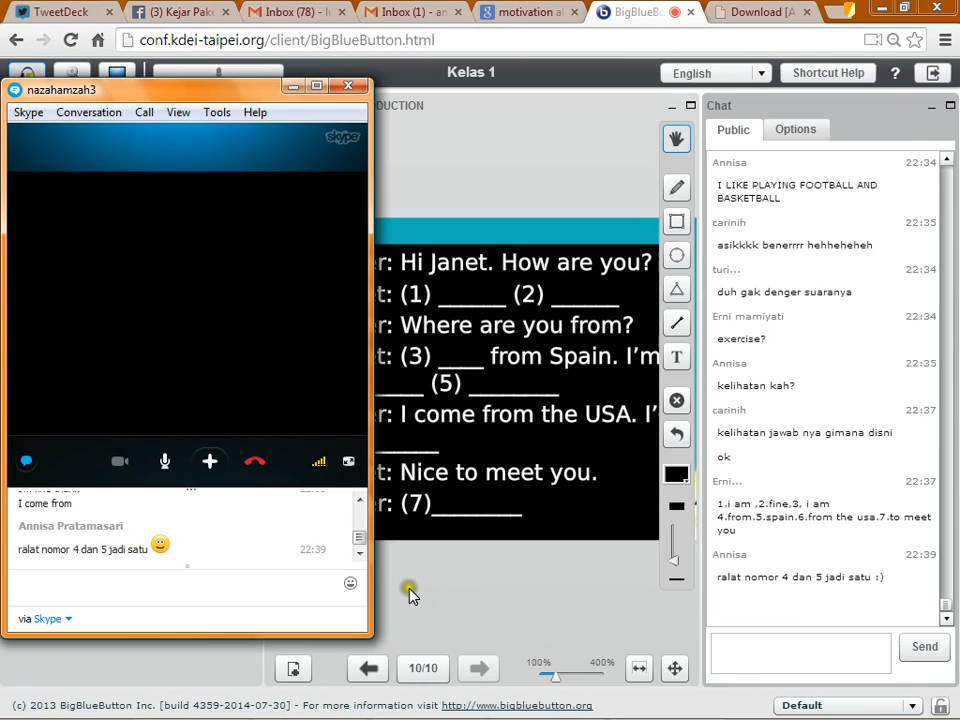 TweetDeck
(3) Kejar Pak
Inbox (78) - l
Inbox (1) - an
motivation al
BigBlueBu
Download [A
conf.kdei-taipei.org/client/BigBlueButton.html
Kelas 1
English
Shortcut Help
?
nazahamzah3
Skype Conversation Call View Tools Help
skype
I come from
Annisa Pratamasari
ralat nomor 4 dan 5 jadi satu
22:39
via Skype
DUCTION
er: Hi Janet. How are you?
et: (1) ______ (2) ______
er: Where are you from?
et: (3) ____ from Spain. I'm
____ (5) ________
er: I come from the USA. I'
______
et: Nice to meet you.
er: (7)________
T
10/10
100%
400%
Chat
Public
Options
Annisa 22:34
I LIKE PLAYING FOOTBALL AND
BASKETBALL
carinih 22:35
asikkkk benerrrr hehheheheh
turi... 22:34
duh gak denger suaranya
Erni mamiyati 22:34
exercise?
Annisa 22:35
kelihatan kah?
carinih 22:37
kelihatan jawab nya gimana disni
ok
Erni... 22:37
1.i am ,2.fine,3, i am
4.from.5.spain.6.from the usa.7.to meet
you
Annisa 22:39
ralat nomor 4 dan 5 jadi satu :)
Send
(c) 2013 BigBlueButton Inc. [build 4359-2014-07-30] - For more information visit http://www.bigbluebutton.org
Default